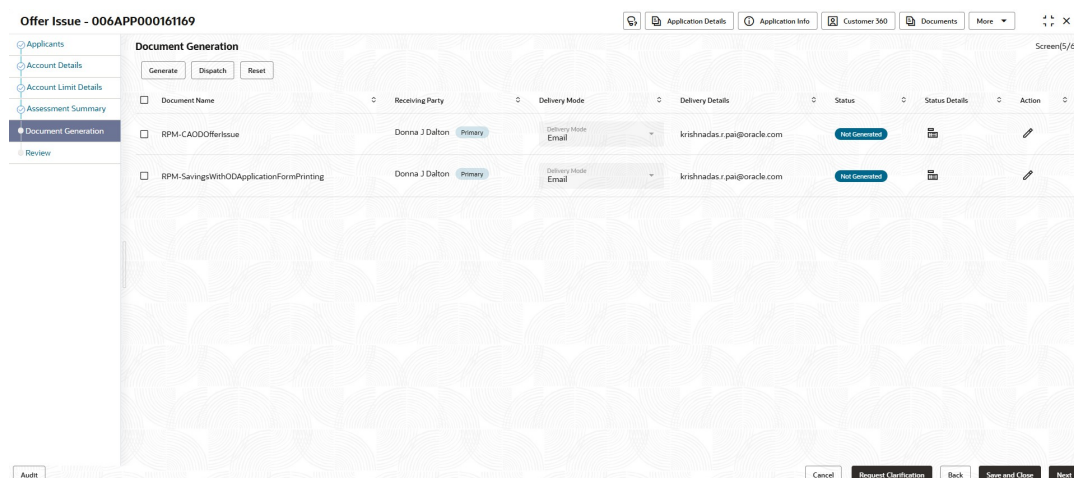 Offer Issue - 006APP000161169
Application Details
Application Info
Customer 360
Documents
More
Applicants
Account Details
Account Limit Details
Assessment Summary
Document Generation
Review
Document Generation
Screen(5/6
Generate
Dispatch
Reset
Document Name
Receiving Party
Delivery Mode
Delivery Details
Status
Status Details
Action
RPM-CAODOfferIssue
Donna J Dalton Primary
Delivery Mode
Email
krishnadas.r.pai@oracle.com
Not Generated
RPM-SavingsWithODApplicationFormPrinting
Donna J Dalton Primary
Delivery Mode
Email
krishnadas.r.pai@oracle.com
Not Generated
Audit
Cancel
Request Clarification
Back
Save and Close
Next